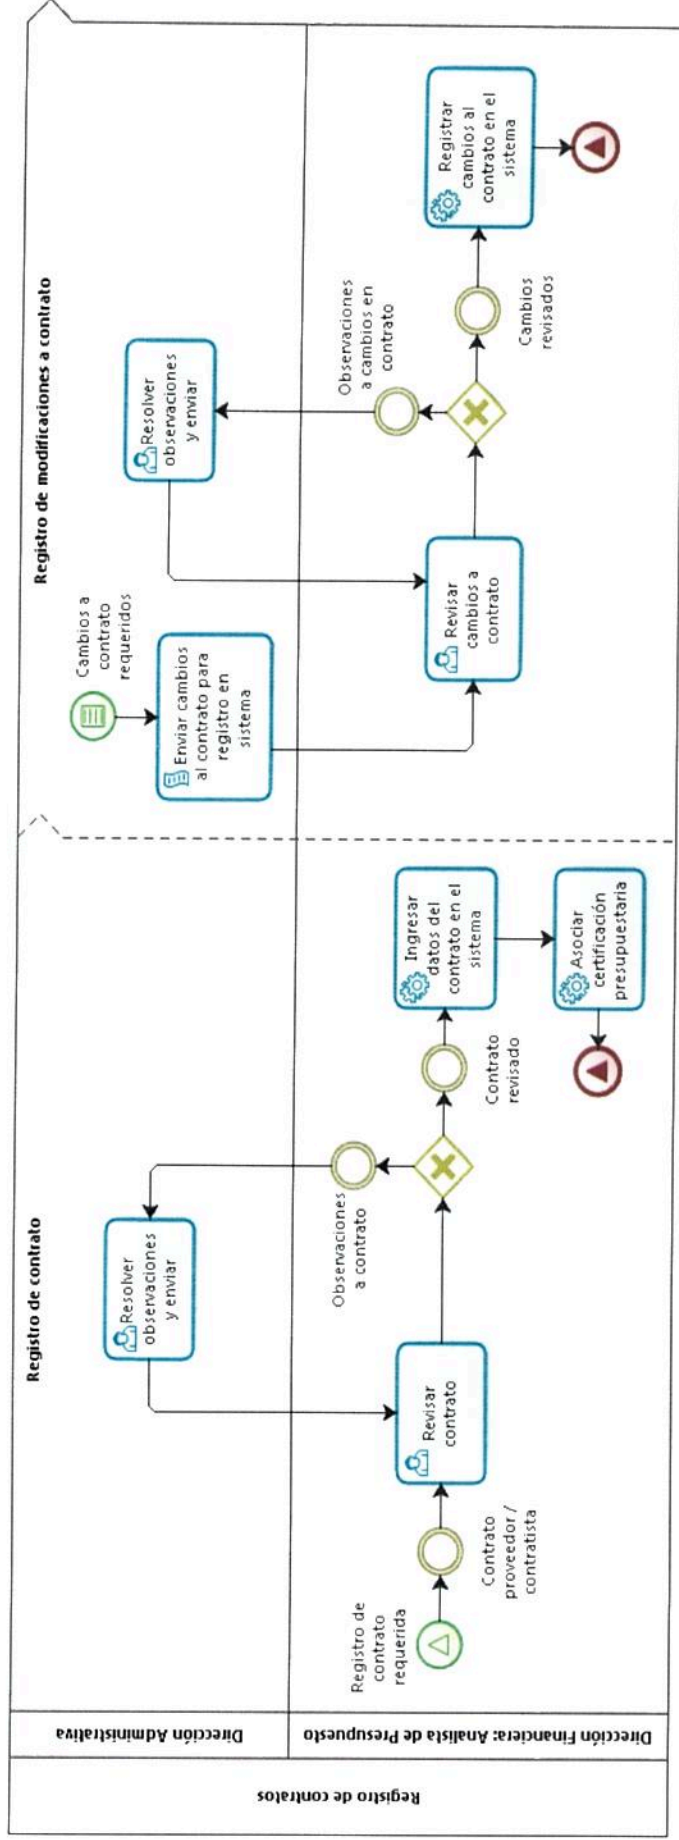 Registro de contratos
Dirección Administrativa
Dirección Financiera: Analista de Presupuesto
Registro de contrato
Resolver
observaciones
y enviar
Registro de
contrato
requerida
Contrato
proveedor /
contratista
Revisar
contrato
Observaciones
a contrato
Contrato
revisado
Ingresar
datos del
contrato en el
sistema
Asociar
certificación
presupuestaria
Registro de modificaciones a contrato
Cambios a
contrato
requeridos
Enviar cambios
al contrato para
registro en
sistema
Resolver
observaciones
y enviar
Revisar
cambios a
contrato
Observaciones
a cambios en
contrato
Cambios
revisados
Registrar
cambios al
contrato en el
sistema